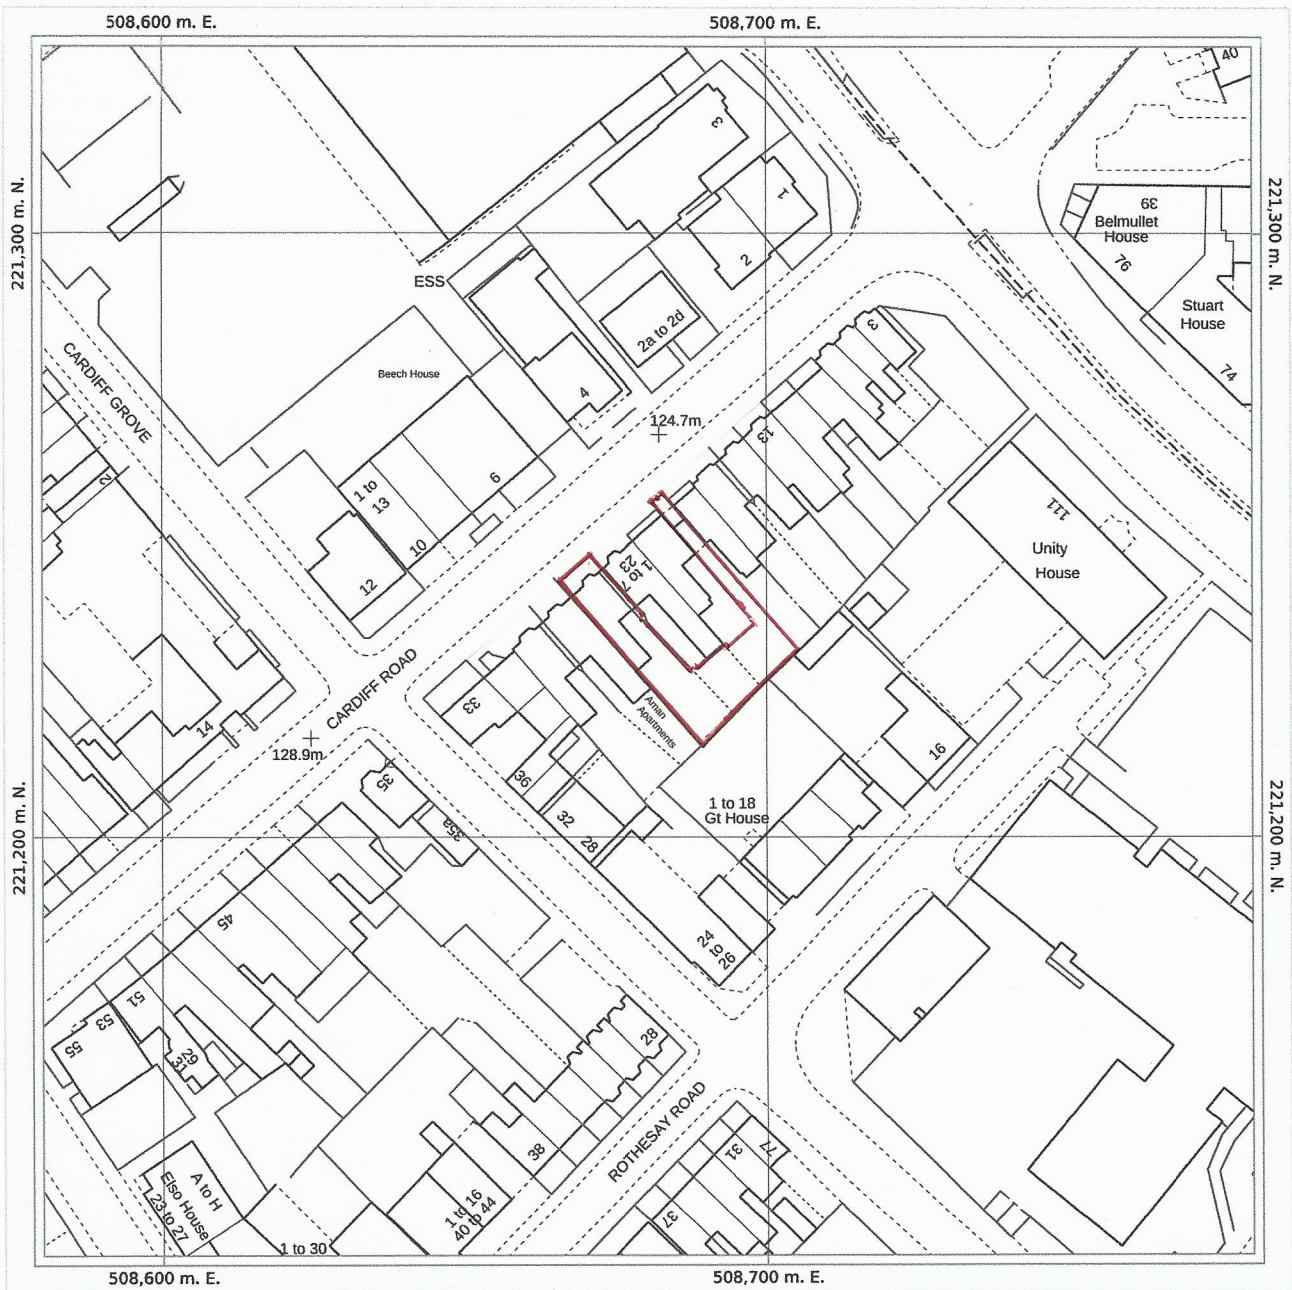 508,600 m. E.
508,700 m. E.
40
3
1
39
Belmullet
House
76
221,300 m. N.
221,300 m. N.
2
ESS
Stuart
House
2a to 2d
3
CARDIFF GROVE
Beech House
74
4
124.7m
13
2
6
1 to
13
111
10
Unity
House
1 to 7
23
12
CARDIFF ROAD
33
Aman
Apartments
14
128.9m
16
35
36
1 to 18
Gt House
32
35a
28
221,200 m. N.
221,200 m. N.
45
24
to
26
51
53
55
29
31
28
ROTHESAY ROAD
38
31
77
A to H
Elso House
23 to 27
1 to 16
40 to 44
37
1 to 30
508,600 m. E.
508,700 m. E.